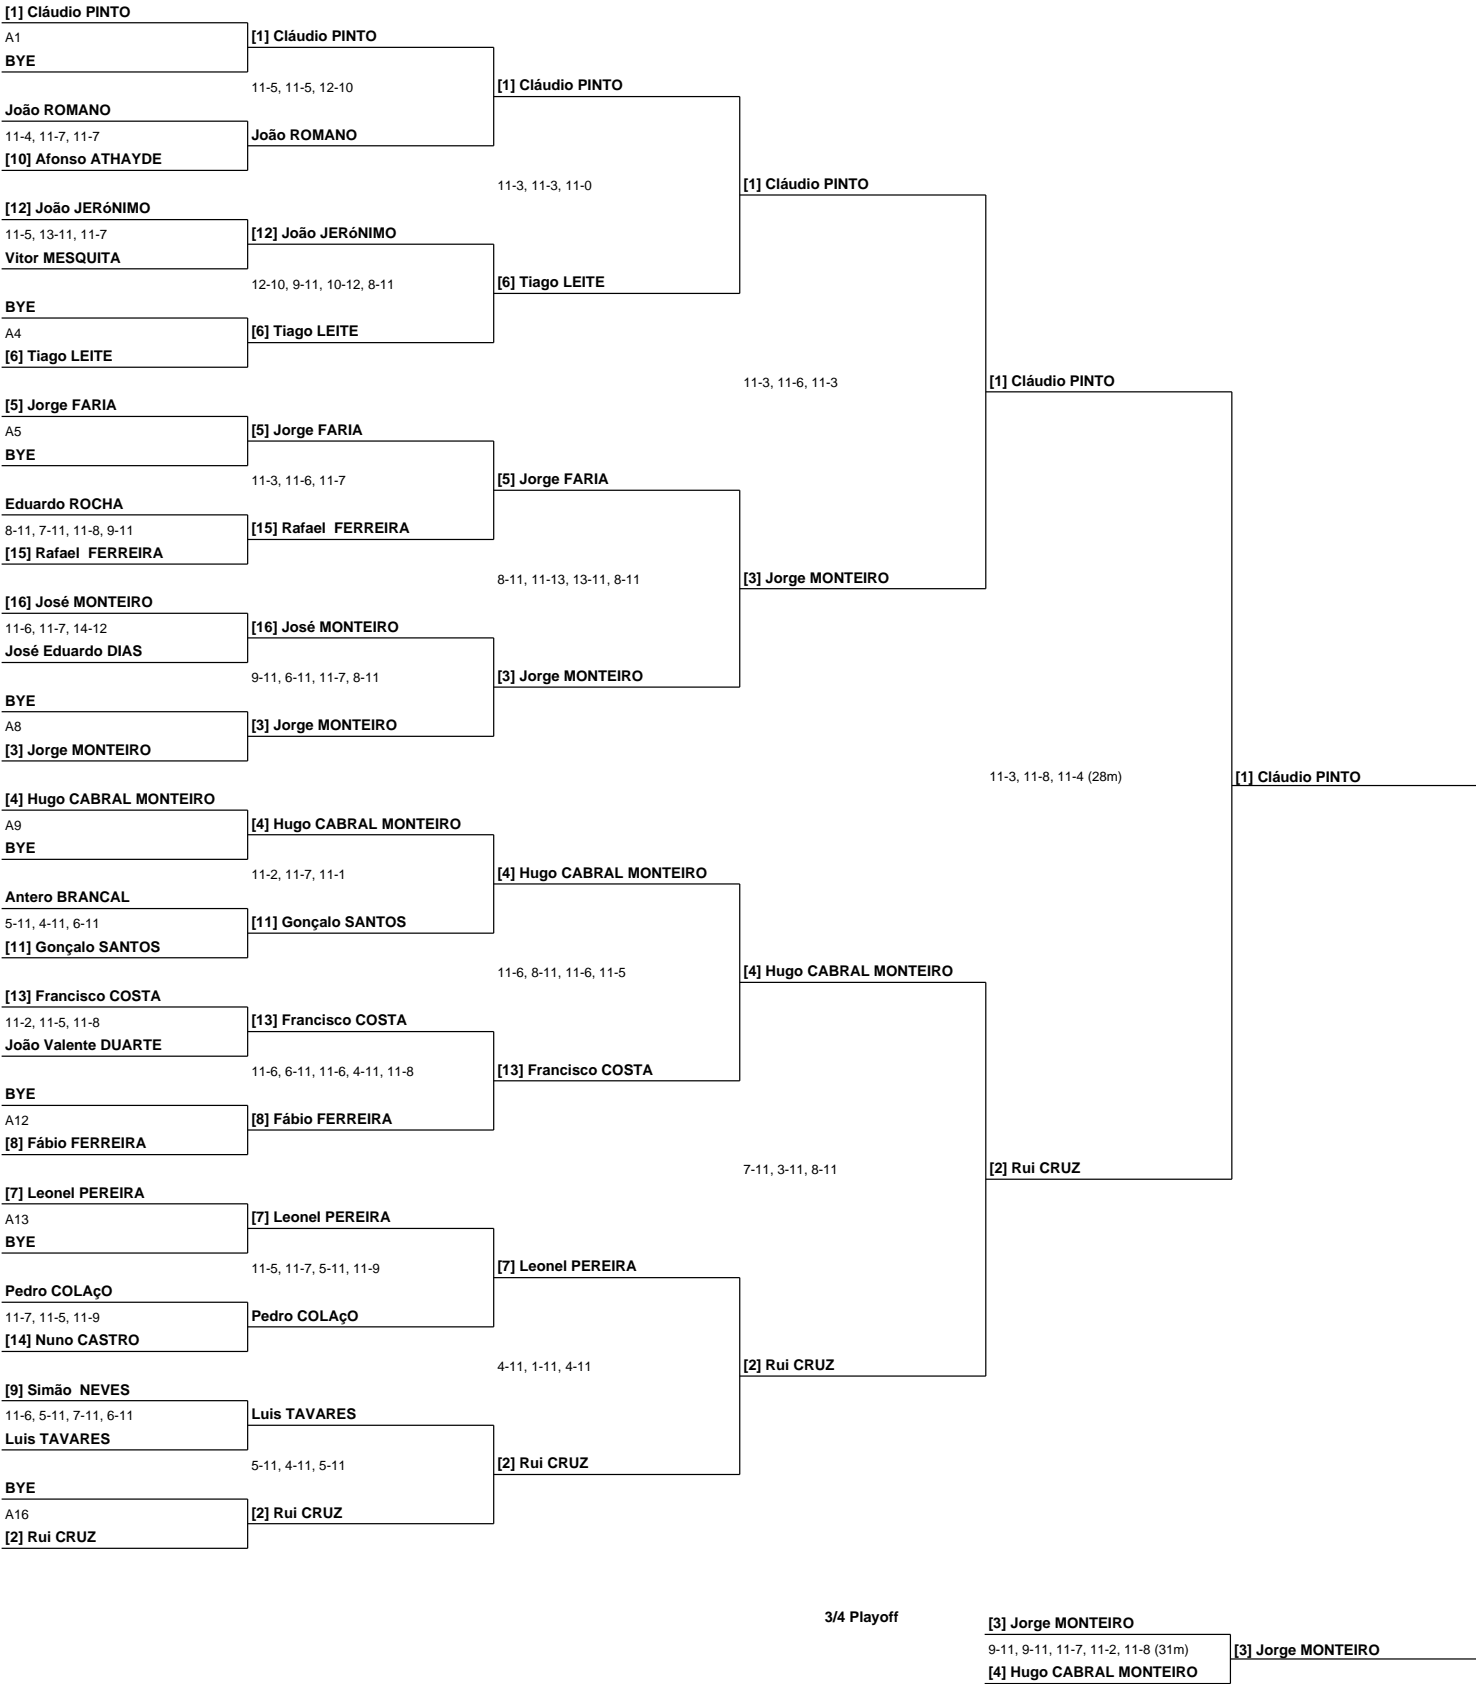 [1] Cláudio PINTO
A1
BYE
João ROMANO
11-4, 11-7, 11-7
[10] Afonso ATHAYDE
[12] João JERóNIMO
11-5, 13-11, 11-7
Vitor MESQUITA
BYE
A4
[6] Tiago LEITE
[5] Jorge FARIA
A5
BYE
Eduardo ROCHA
8-11, 7-11, 11-8, 9-11
[15] Rafael  FERREIRA
[16] José MONTEIRO
11-6, 11-7, 14-12
José Eduardo DIAS
BYE
A8
[3] Jorge MONTEIRO
[4] Hugo CABRAL MONTEIRO
A9
BYE
Antero BRANCAL
5-11, 4-11, 6-11
[11] Gonçalo SANTOS
[13] Francisco COSTA
11-2, 11-5, 11-8
João Valente DUARTE
BYE
A12
[8] Fábio FERREIRA
[7] Leonel PEREIRA
A13
BYE
Pedro COLAçO
11-7, 11-5, 11-9
[14] Nuno CASTRO
[9] Simão  NEVES
11-6, 5-11, 7-11, 6-11
Luis TAVARES
BYE
A16
[2] Rui CRUZ
[1] Cláudio PINTO
11-5, 11-5, 12-10
João ROMANO
[12] João JERóNIMO
12-10, 9-11, 10-12, 8-11
[6] Tiago LEITE
[5] Jorge FARIA
11-3, 11-6, 11-7
[15] Rafael  FERREIRA
[16] José MONTEIRO
9-11, 6-11, 11-7, 8-11
[3] Jorge MONTEIRO
[4] Hugo CABRAL MONTEIRO
11-2, 11-7, 11-1
[11] Gonçalo SANTOS
[13] Francisco COSTA
11-6, 6-11, 11-6, 4-11, 11-8
[8] Fábio FERREIRA
[7] Leonel PEREIRA
11-5, 11-7, 5-11, 11-9
Pedro COLAçO
Luis TAVARES
5-11, 4-11, 5-11
[2] Rui CRUZ
[1] Cláudio PINTO
11-3, 11-3, 11-0
[6] Tiago LEITE
[5] Jorge FARIA
8-11, 11-13, 13-11, 8-11
[3] Jorge MONTEIRO
[4] Hugo CABRAL MONTEIRO
11-6, 8-11, 11-6, 11-5
[13] Francisco COSTA
[7] Leonel PEREIRA
4-11, 1-11, 4-11
[2] Rui CRUZ
[1] Cláudio PINTO
11-3, 11-6, 11-3
[3] Jorge MONTEIRO
[4] Hugo CABRAL MONTEIRO
7-11, 3-11, 8-11
[2] Rui CRUZ
[1] Cláudio PINTO
11-3, 11-8, 11-4 (28m)
[2] Rui CRUZ
[1] Cláudio PINTO
3/4 Playoff
[3] Jorge MONTEIRO
9-11, 9-11, 11-7, 11-2, 11-8 (31m)
[4] Hugo CABRAL MONTEIRO
[3] Jorge MONTEIRO